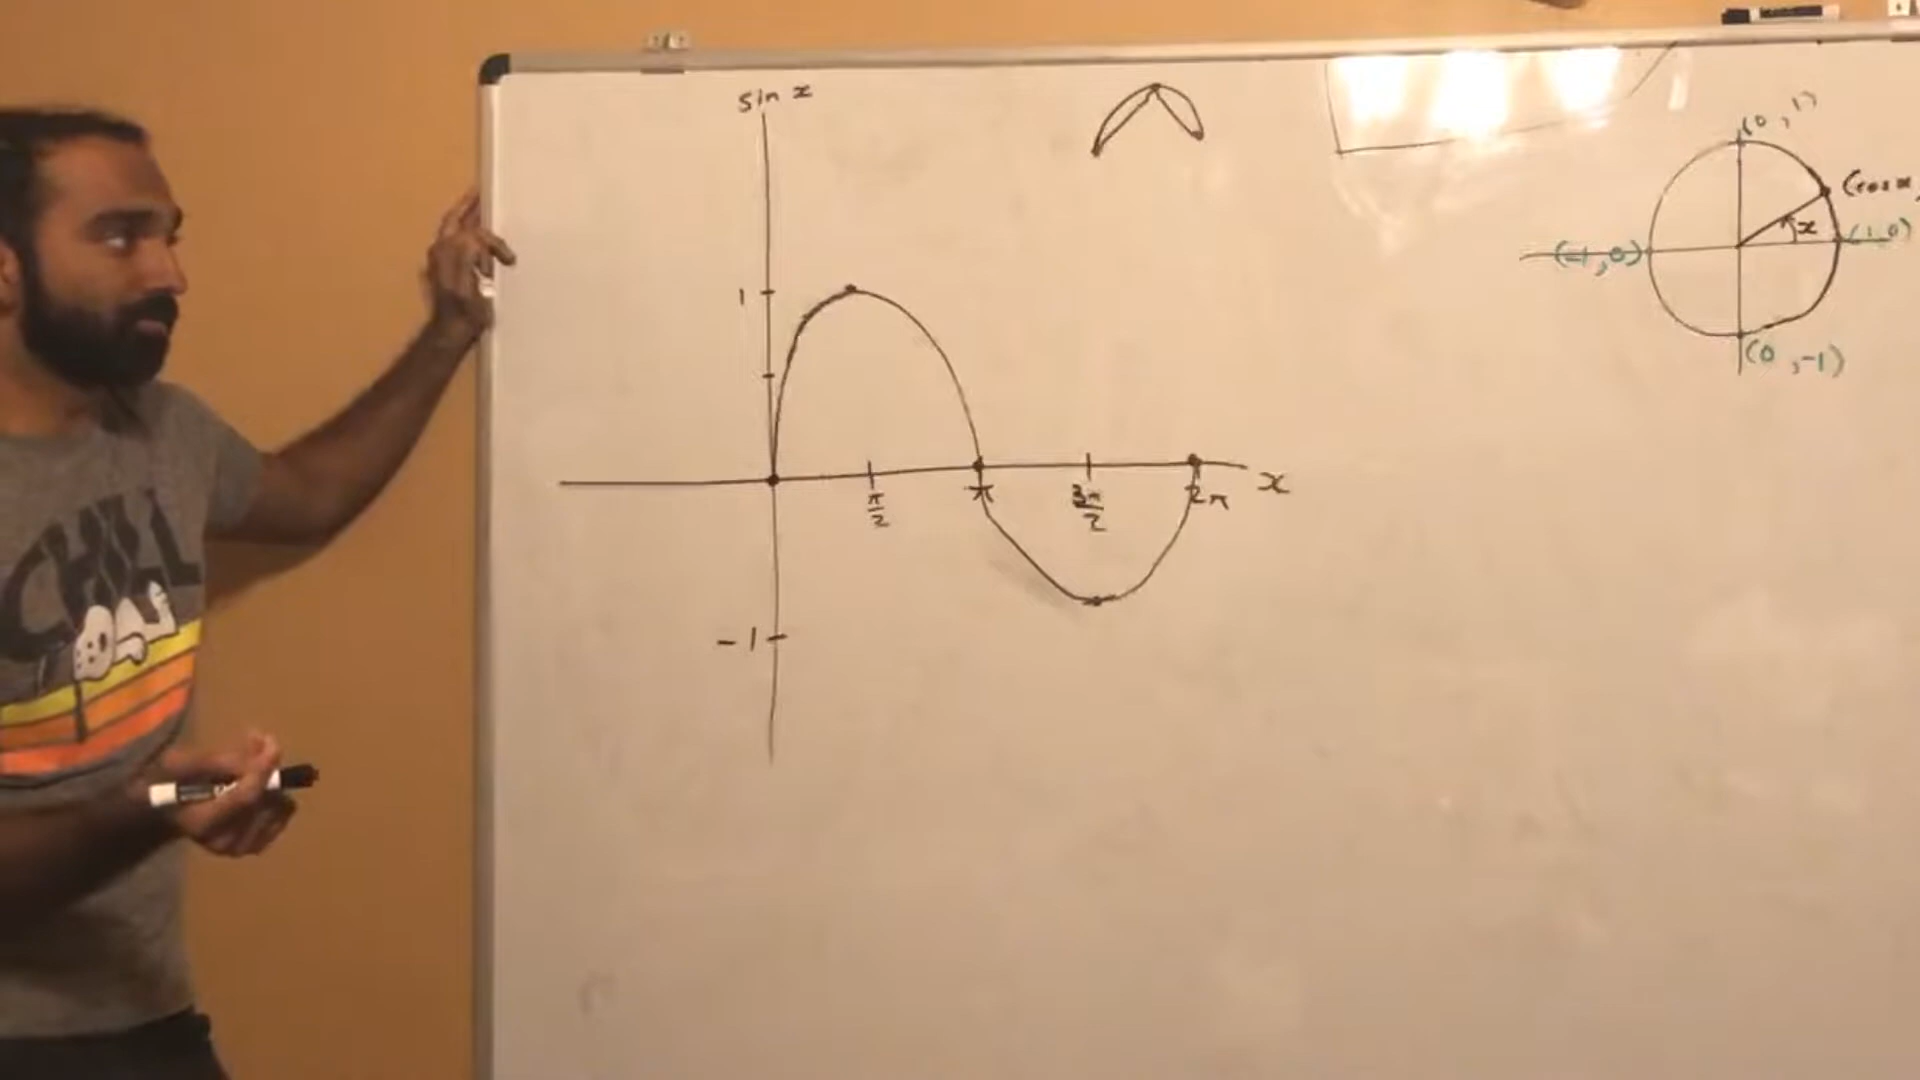 sin x
1
-1
π/2
π
3π/2
2π
x
(0, 1)
(cos x,
x
(-1, 0)
(1, 0)
(0, -1)
CHILL